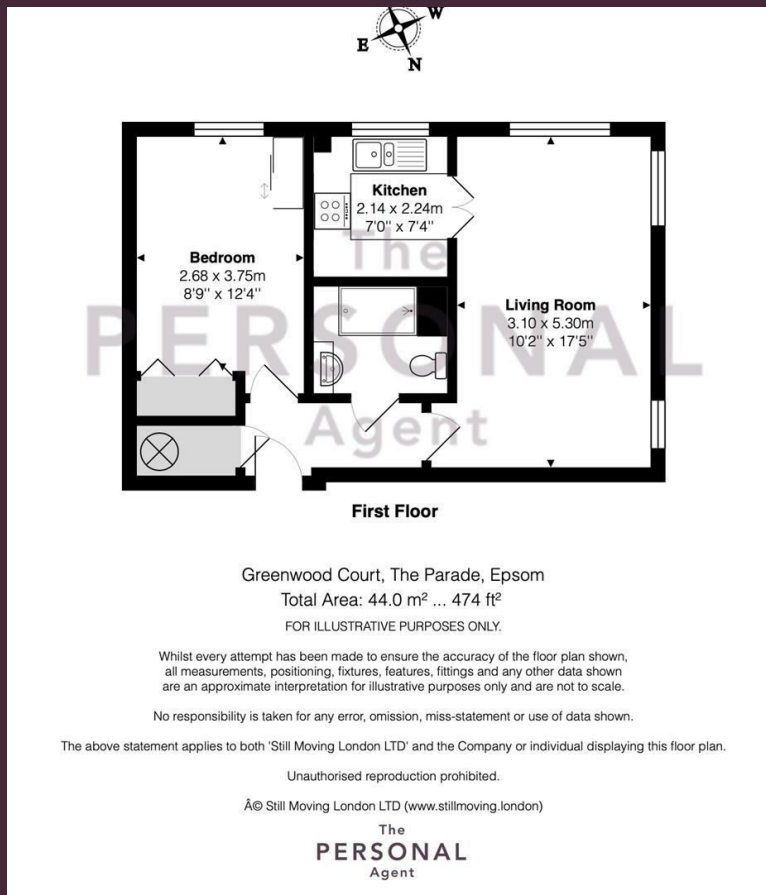 W
E
N
Kitchen
2.14 x 2.24m
7'0'' x 7'4''
Bedroom
2.68 x 3.75m
8'9'' x 12'4''
Living Room
3.10 x 5.30m
10'2'' x 17'5''
The
PERSONAL
Agent
First Floor
Greenwood Court, The Parade, Epsom
Total Area: 44.0 m² ... 474 ft²
FOR ILLUSTRATIVE PURPOSES ONLY.
Whilst every attempt has been made to ensure the accuracy of the floor plan shown,
all measurements, positioning, fixtures, features, fittings and any other data shown
are an approximate interpretation for illustrative purposes only and are not to scale.
No responsibility is taken for any error, omission, miss-statement or use of data shown.
The above statement applies to both 'Still Moving London LTD' and the Company or individual displaying this floor plan.
Unauthorised reproduction prohibited.
Â© Still Moving London LTD (www.stillmoving.london)
The
PERSONAL
Agent